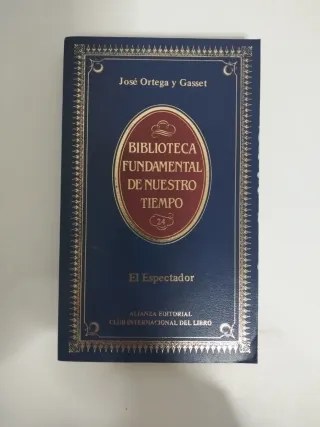 José Ortega y Gasset
BIBLIOTECA
FUNDAMENTAL
DE NUESTRO
TIEMPO
24
El Espectador
ALIANZA EDITORIAL
CLUB INTERNACIONAL DEL LIBRO